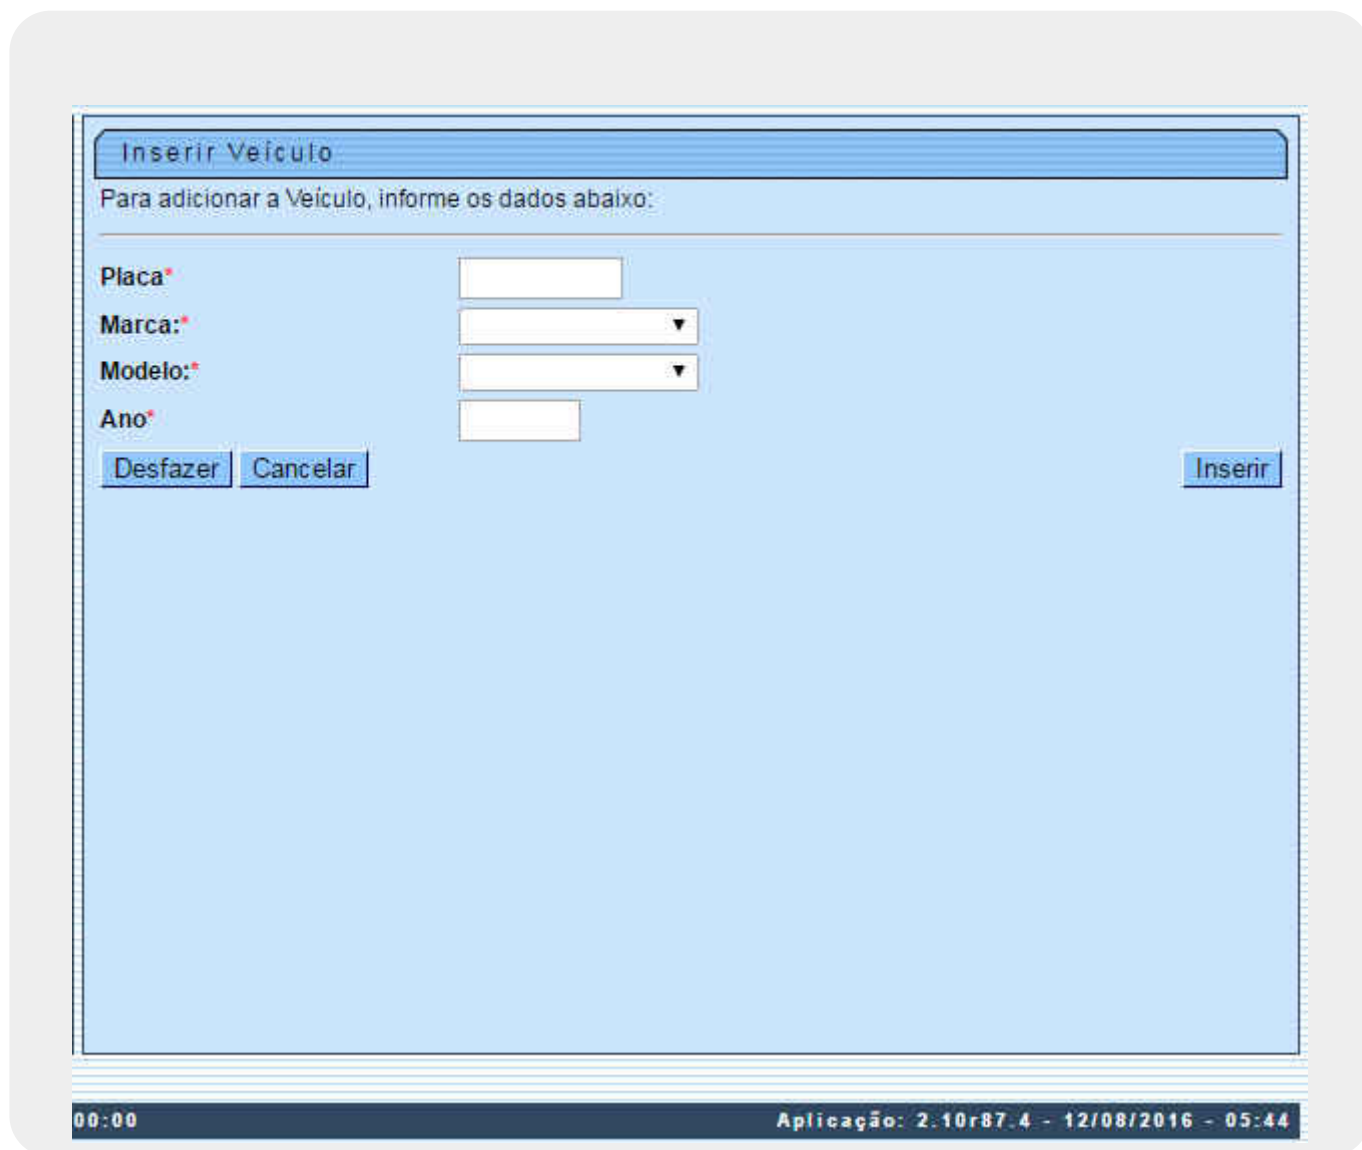 Inserir Veículo
Para adicionar a Veículo, informe os dados abaixo:
Placa*
Marca:*
Modelo:*
Ano*
Desfazer Cancelar Inserir
00:00 Aplicação: 2.10r87.4 - 12/08/2016 - 05:44